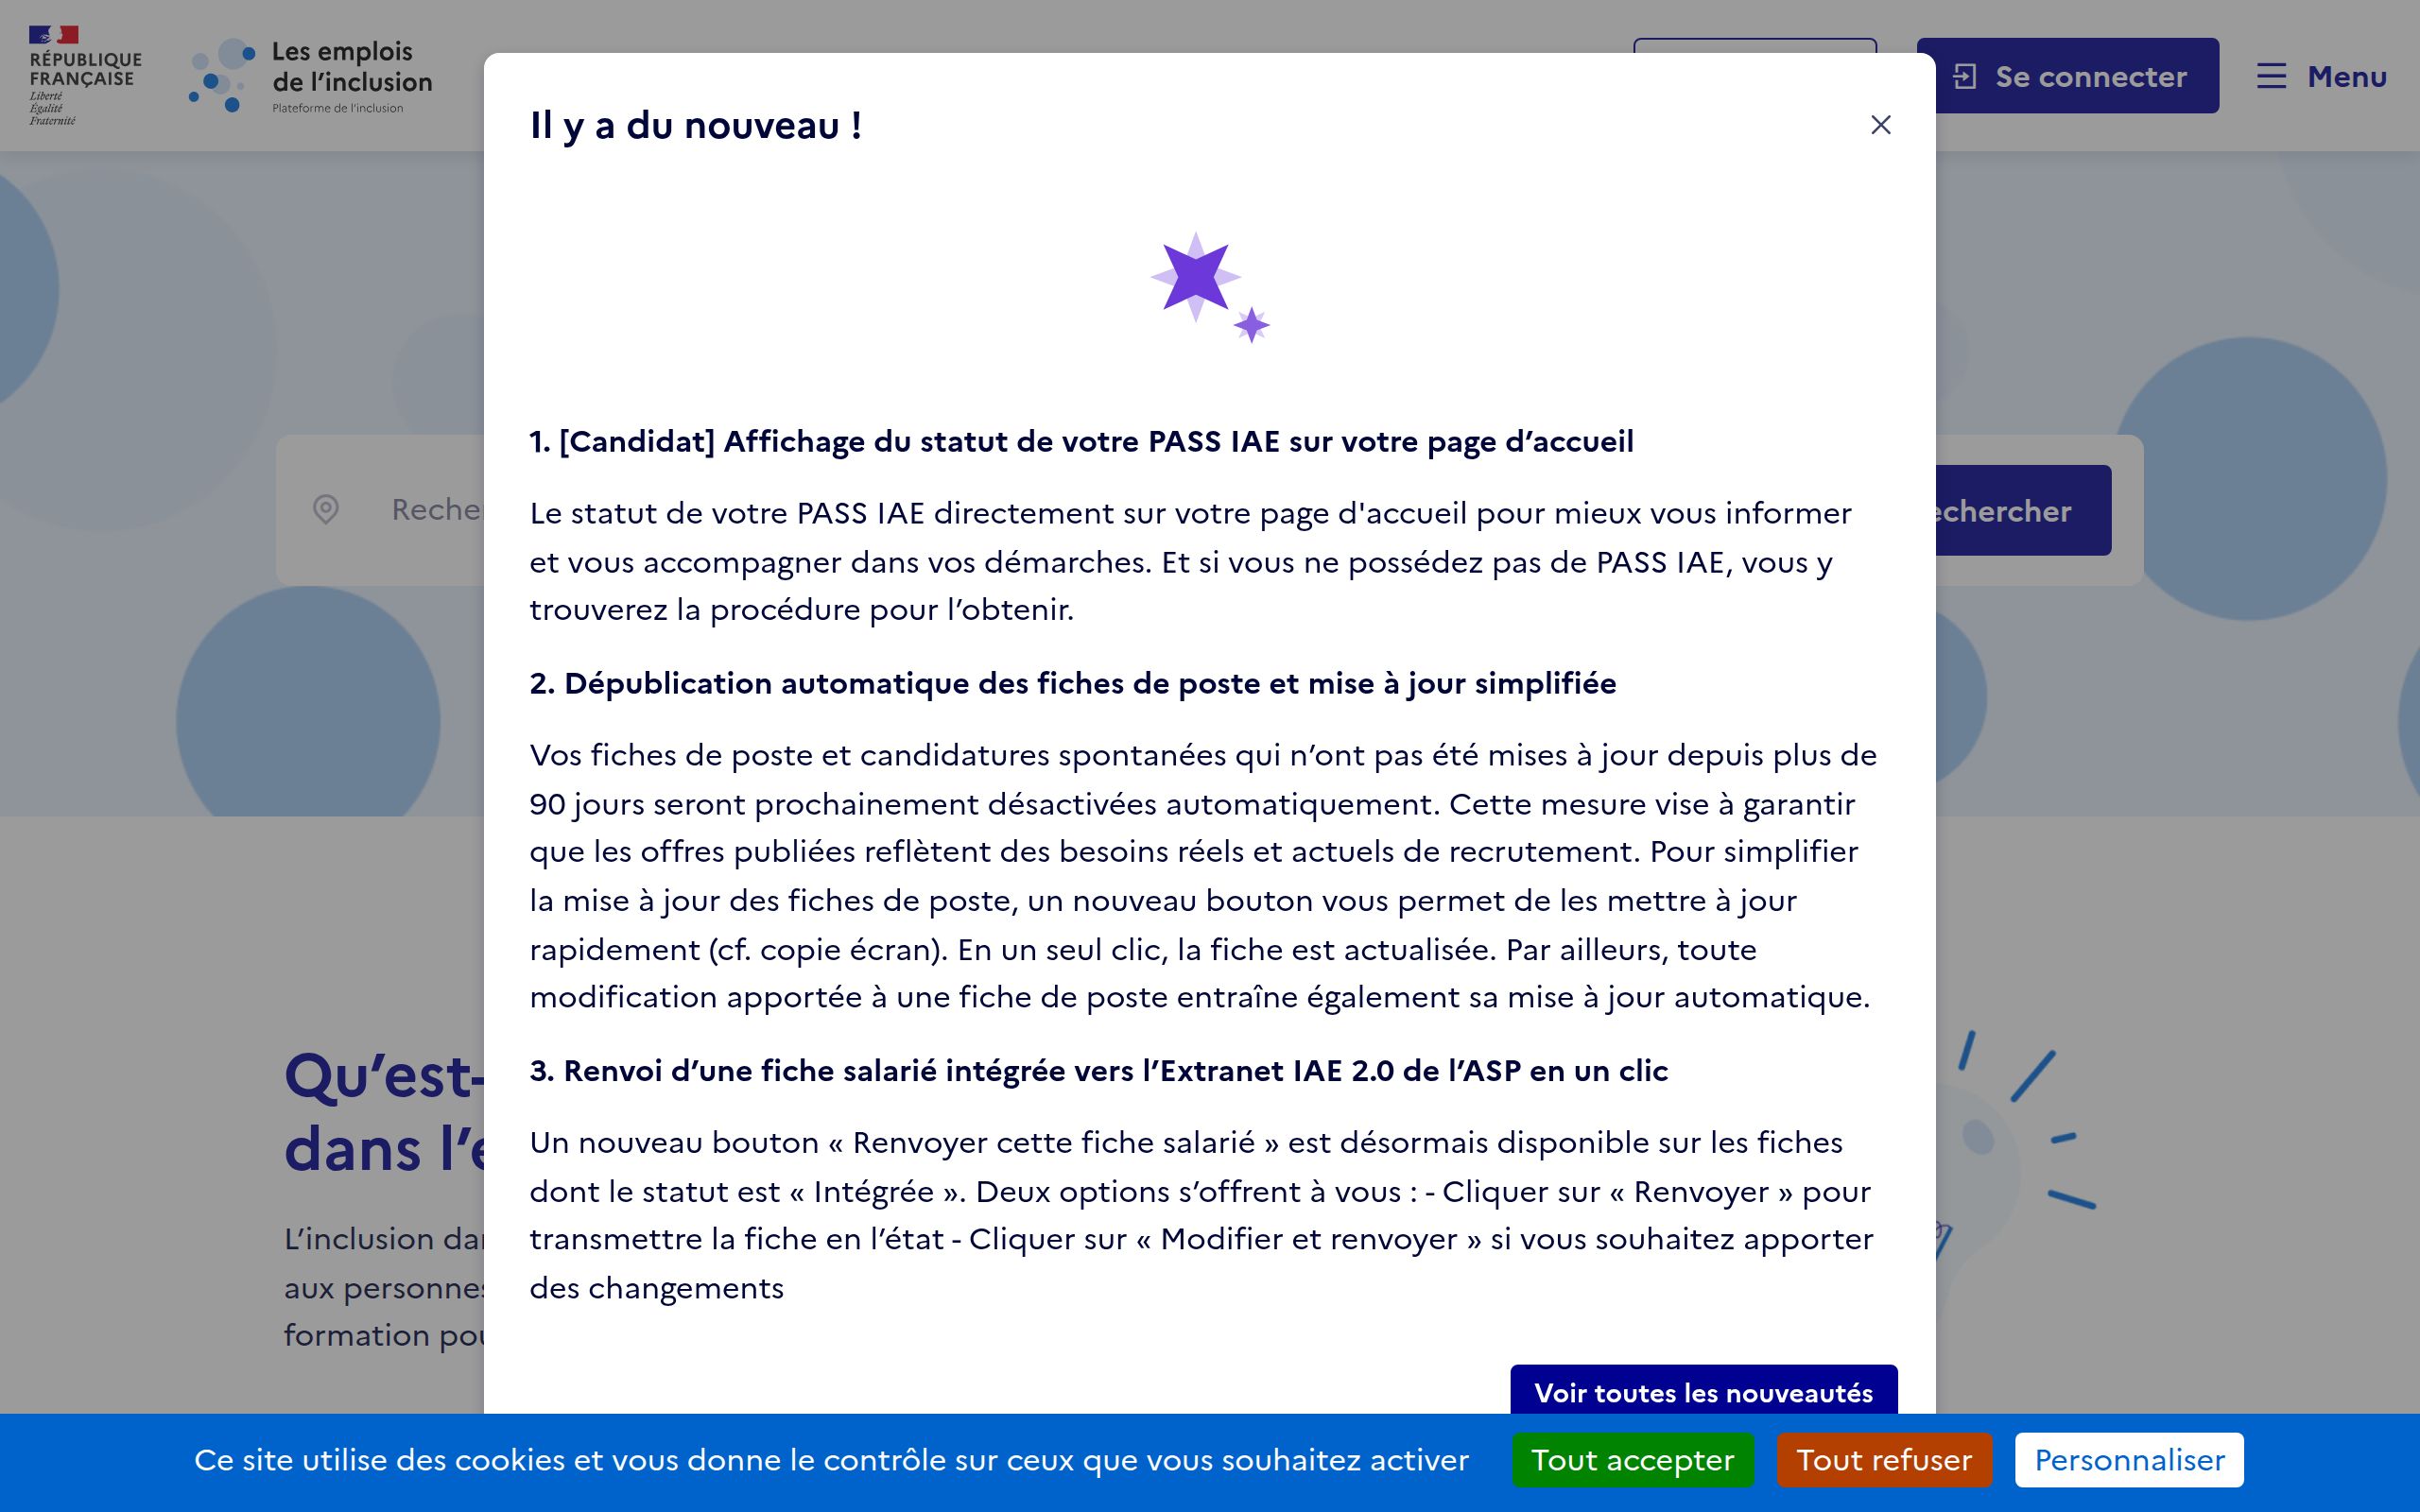 RÉPUBLIQUE
FRANÇAISE
Liberté
Égalité
Fraternité
Les emplois
de l’inclusion
Plateforme de l’inclusion
Se connecter
Menu
Il y a du nouveau !
1. [Candidat] Affichage du statut de votre PASS IAE sur votre page d’accueil
Le statut de votre PASS IAE directement sur votre page d'accueil pour mieux vous informer
et vous accompagner dans vos démarches. Et si vous ne possédez pas de PASS IAE, vous y
trouverez la procédure pour l’obtenir.
2. Dépublication automatique des fiches de poste et mise à jour simplifiée
Vos fiches de poste et candidatures spontanées qui n’ont pas été mises à jour depuis plus de
90 jours seront prochainement désactivées automatiquement. Cette mesure vise à garantir
que les offres publiées reflètent des besoins réels et actuels de recrutement. Pour simplifier
la mise à jour des fiches de poste, un nouveau bouton vous permet de les mettre à jour
rapidement (cf. copie écran). En un seul clic, la fiche est actualisée. Par ailleurs, toute
modification apportée à une fiche de poste entraîne également sa mise à jour automatique.
3. Renvoi d’une fiche salarié intégrée vers l’Extranet IAE 2.0 de l’ASP en un clic
Un nouveau bouton « Renvoyer cette fiche salarié » est désormais disponible sur les fiches
dont le statut est « Intégrée ». Deux options s’offrent à vous : - Cliquer sur « Renvoyer » pour
transmettre la fiche en l’état - Cliquer sur « Modifier et renvoyer » si vous souhaitez apporter
des changements
Voir toutes les nouveautés
Reche
echercher
Qu’est-
dans l’e
L’inclusion dan
aux personnes
formation pou
Ce site utilise des cookies et vous donne le contrôle sur ceux que vous souhaitez activer
Tout accepter
Tout refuser
Personnaliser